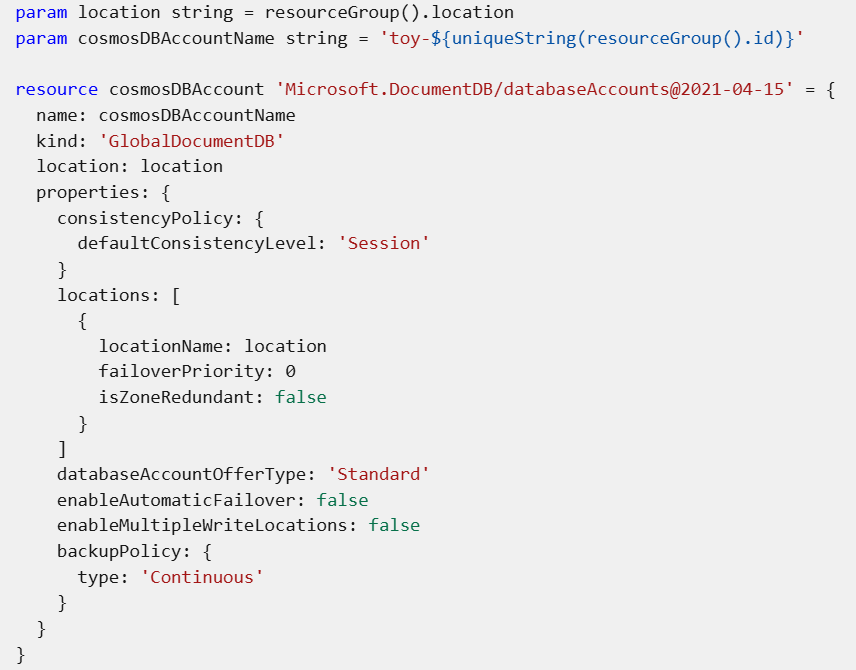 param location string = resourceGroup().location
param cosmosDBAccountName string = 'toy-${uniqueString(resourceGroup().id)}'

resource cosmosDBAccount 'Microsoft.DocumentDB/databaseAccounts@2021-04-15' = {
  name: cosmosDBAccountName
  kind: 'GlobalDocumentDB'
  location: location
  properties: {
    consistencyPolicy: {
      defaultConsistencyLevel: 'Session'
    }
    locations: [
      {
        locationName: location
        failoverPriority: 0
        isZoneRedundant: false
      }
    ]
    databaseAccountOfferType: 'Standard'
    enableAutomaticFailover: false
    enableMultipleWriteLocations: false
    backupPolicy: {
      type: 'Continuous'
    }
  }
}